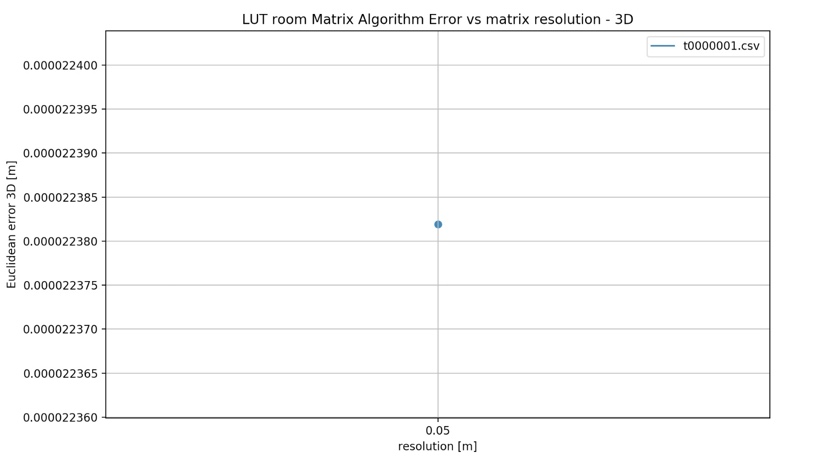 LUT room Matrix Algorithm Error vs matrix resolution - 3D
t0000001.csv
Euclidean error 3D [m]
0.000022400
0.000022395
0.000022390
0.000022385
0.000022380
0.000022375
0.000022370
0.000022365
0.000022360
0.05
resolution [m]